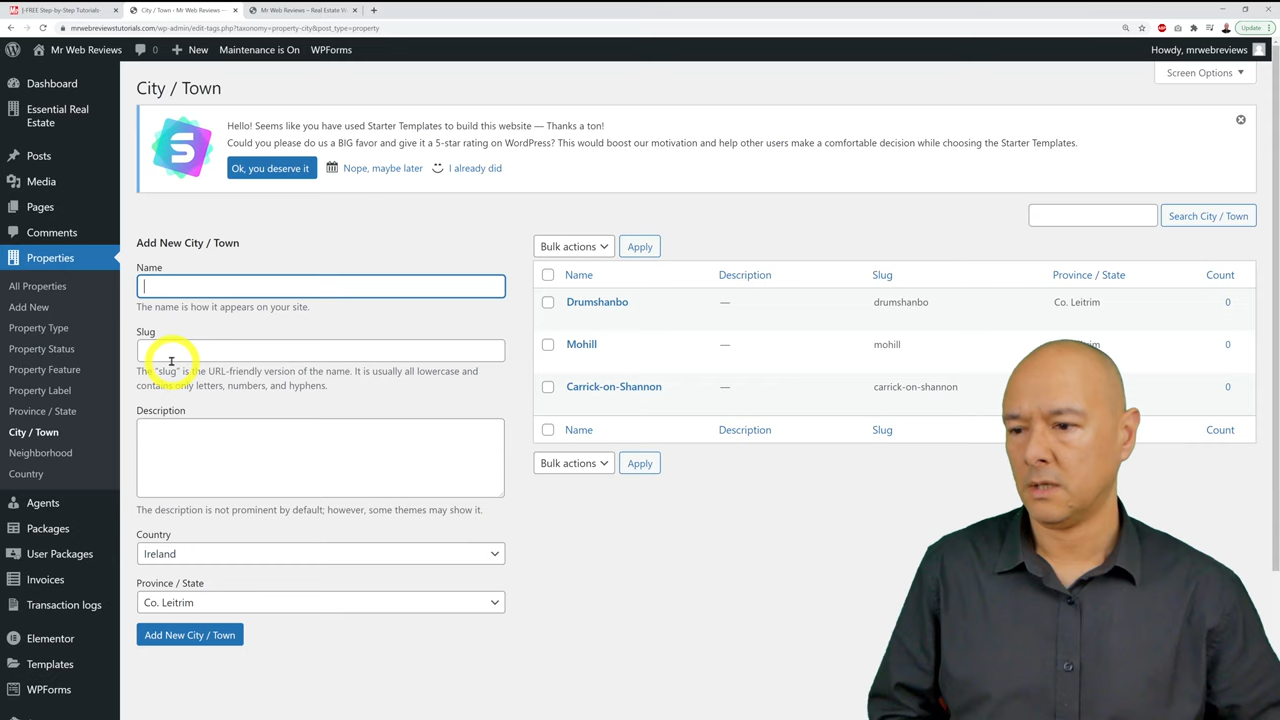 [-FREE Step-by-Step Tutorials-
City / Town ‹ Mr Web Reviews —
Mr Web Reviews – Real Estate W
mrwebreviewstutorials.com/wp-admin/edit-tags.php?taxonomy=property-city&post_type=property
Update
Mr Web Reviews
0
New
Maintenance is On
WPForms
Howdy, mrwebreviews
Dashboard
Essential Real
Estate
Posts
Media
Pages
Comments
Properties
All Properties
Add New
Property Type
Property Status
Property Feature
Property Label
Province / State
City / Town
Neighborhood
Country
Agents
Packages
User Packages
Invoices
Transaction logs
Elementor
Templates
WPForms
Screen Options
City / Town
S
Hello! Seems like you have used Starter Templates to build this website — Thanks a ton!
Could you please do us a BIG favor and give it a 5-star rating on WordPress? This would boost our motivation and help other users make a comfortable decision while choosing the Starter Templates.
Ok, you deserve it
Nope, maybe later
I already did
Search City / Town
Add New City / Town
Name
The name is how it appears on your site.
Slug
The "slug" is the URL-friendly version of the name. It is usually all lowercase and
contains only letters, numbers, and hyphens.
Description
The description is not prominent by default; however, some themes may show it.
Country
Ireland
Province / State
Co. Leitrim
Add New City / Town
Bulk actions
Apply
Name Description Slug Province / State Count
Drumshanbo — drumshanbo Co. Leitrim 0
Mohill — mohill 0
Carrick-on-Shannon — carrick-on-shannon 0
Name Description Slug Count
Bulk actions
Apply